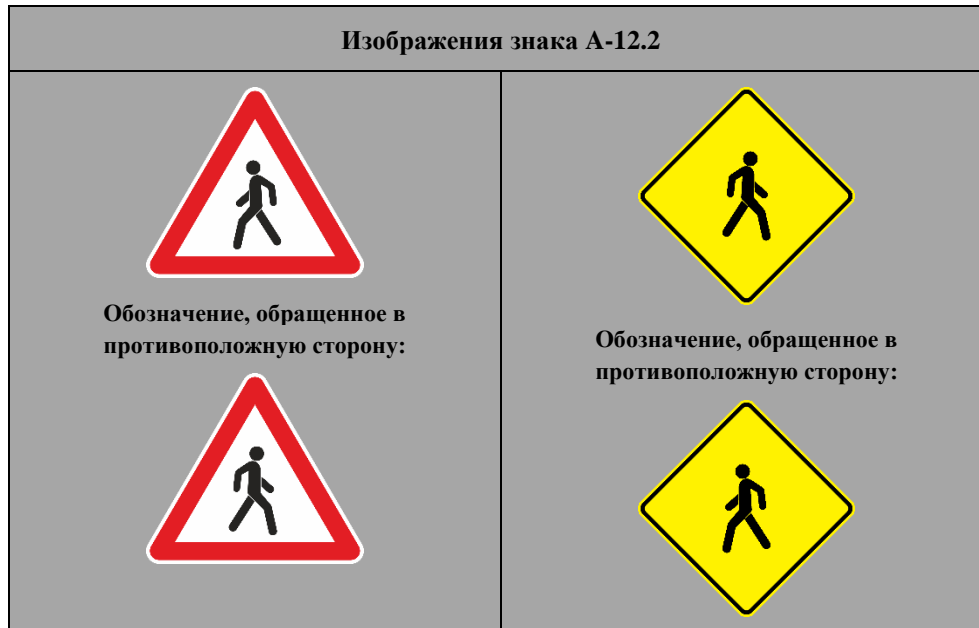 Изображения знака А-12.2
Обозначение, обращенное в
противоположную сторону:
Обозначение, обращенное в
противоположную сторону: